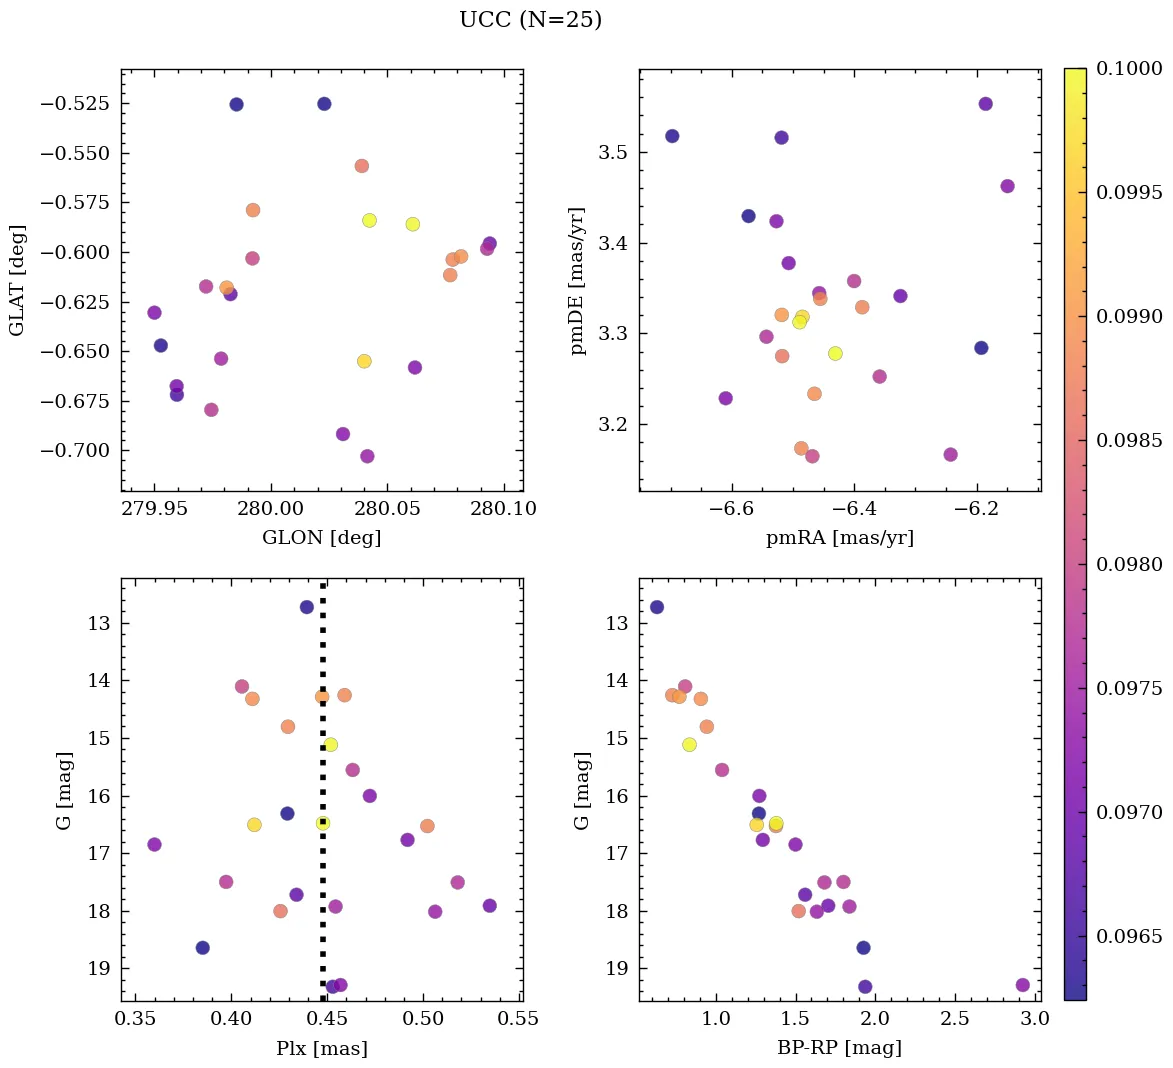 UCC (N=25)
−0.525
−0.550
−0.575
−0.600
−0.625
−0.650
−0.675
−0.700
GLAT [deg]
279.95 280.00 280.05 280.10
GLON [deg]
3.5
3.4
3.3
3.2
pmDE [mas/yr]
−6.6 −6.4 −6.2
pmRA [mas/yr]
13
14
15
16
17
18
19
G [mag]
0.35 0.40 0.45 0.50 0.55
Plx [mas]
13
14
15
16
17
18
19
G [mag]
1.0 1.5 2.0 2.5 3.0
BP-RP [mag]
0.1000
0.0995
0.0990
0.0985
0.0980
0.0975
0.0970
0.0965